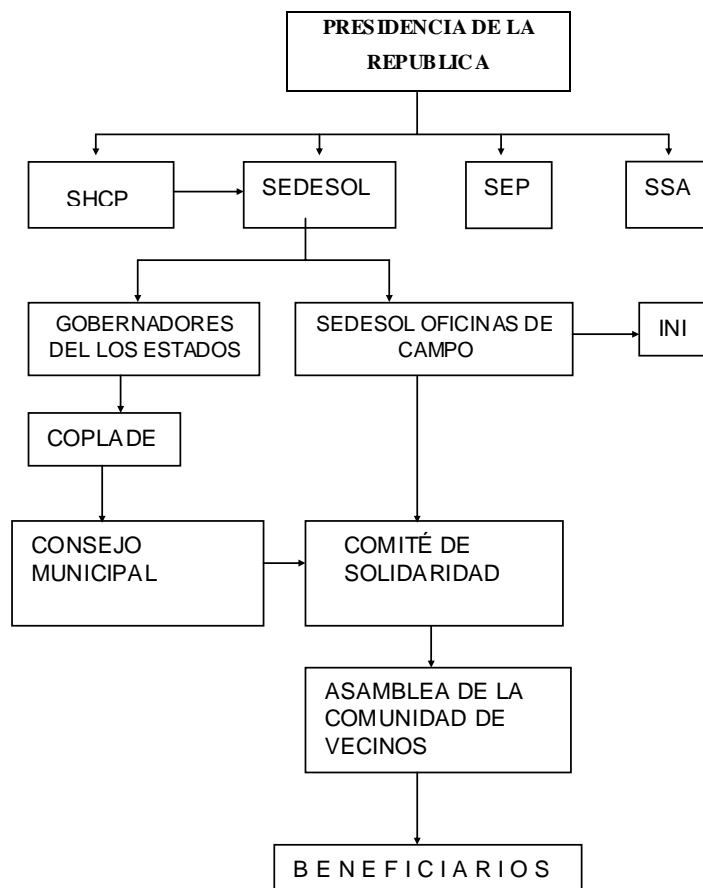 PRESIDENCIA DE LA
REPUBLICA
SHCP
SEDESOL
SEP
SSA
GOBERNADORES
DEL LOS ESTADOS
SEDESOL OFICINAS DE
CAMPO
INI
COPLADE
CONSEJO
MUNICIPAL
COMITÉ DE
SOLIDARIDAD
ASAMBLEA DE LA
COMUNIDAD DE
VECINOS
BENEFICIARIOS